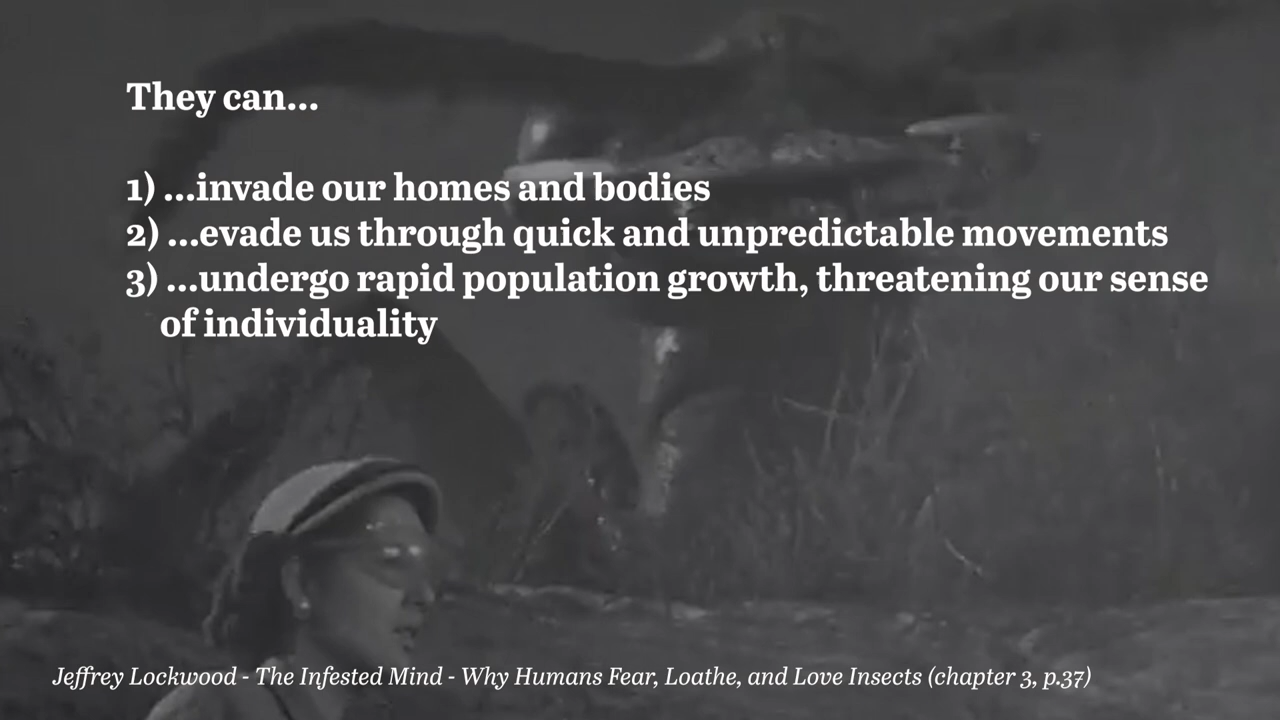 They can...
1) ...invade our homes and bodies
2) ...evade us through quick and unpredictable movements
3) ...undergo rapid population growth, threatening our sense
of individuality
Jeffrey Lockwood - The Infested Mind - Why Humans Fear, Loathe, and Love Insects (chapter 3, p.37)